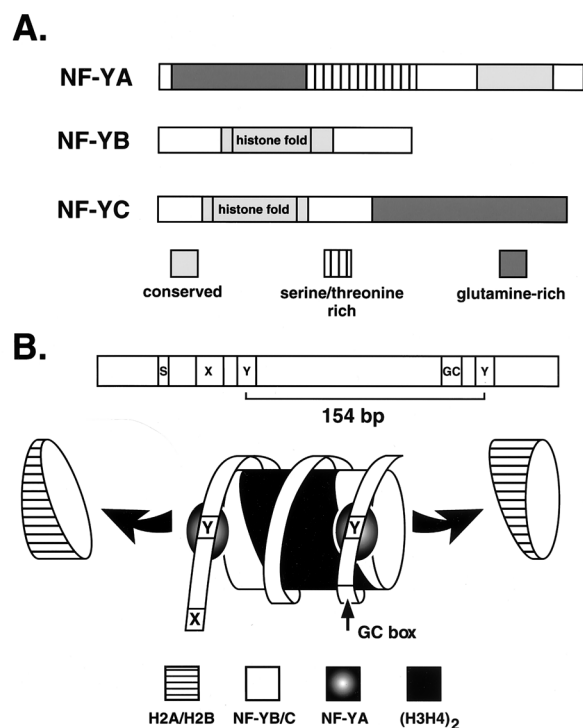 A.
NF-YA
NF-YB
histone fold
NF-YC
histone fold
conserved
serine/threonine
rich
glutamine-rich
B.
S X Y GC Y
154 bp
Y Y
X
GC box
H2A/H2B NF-YB/C NF-YA (H3H4)2